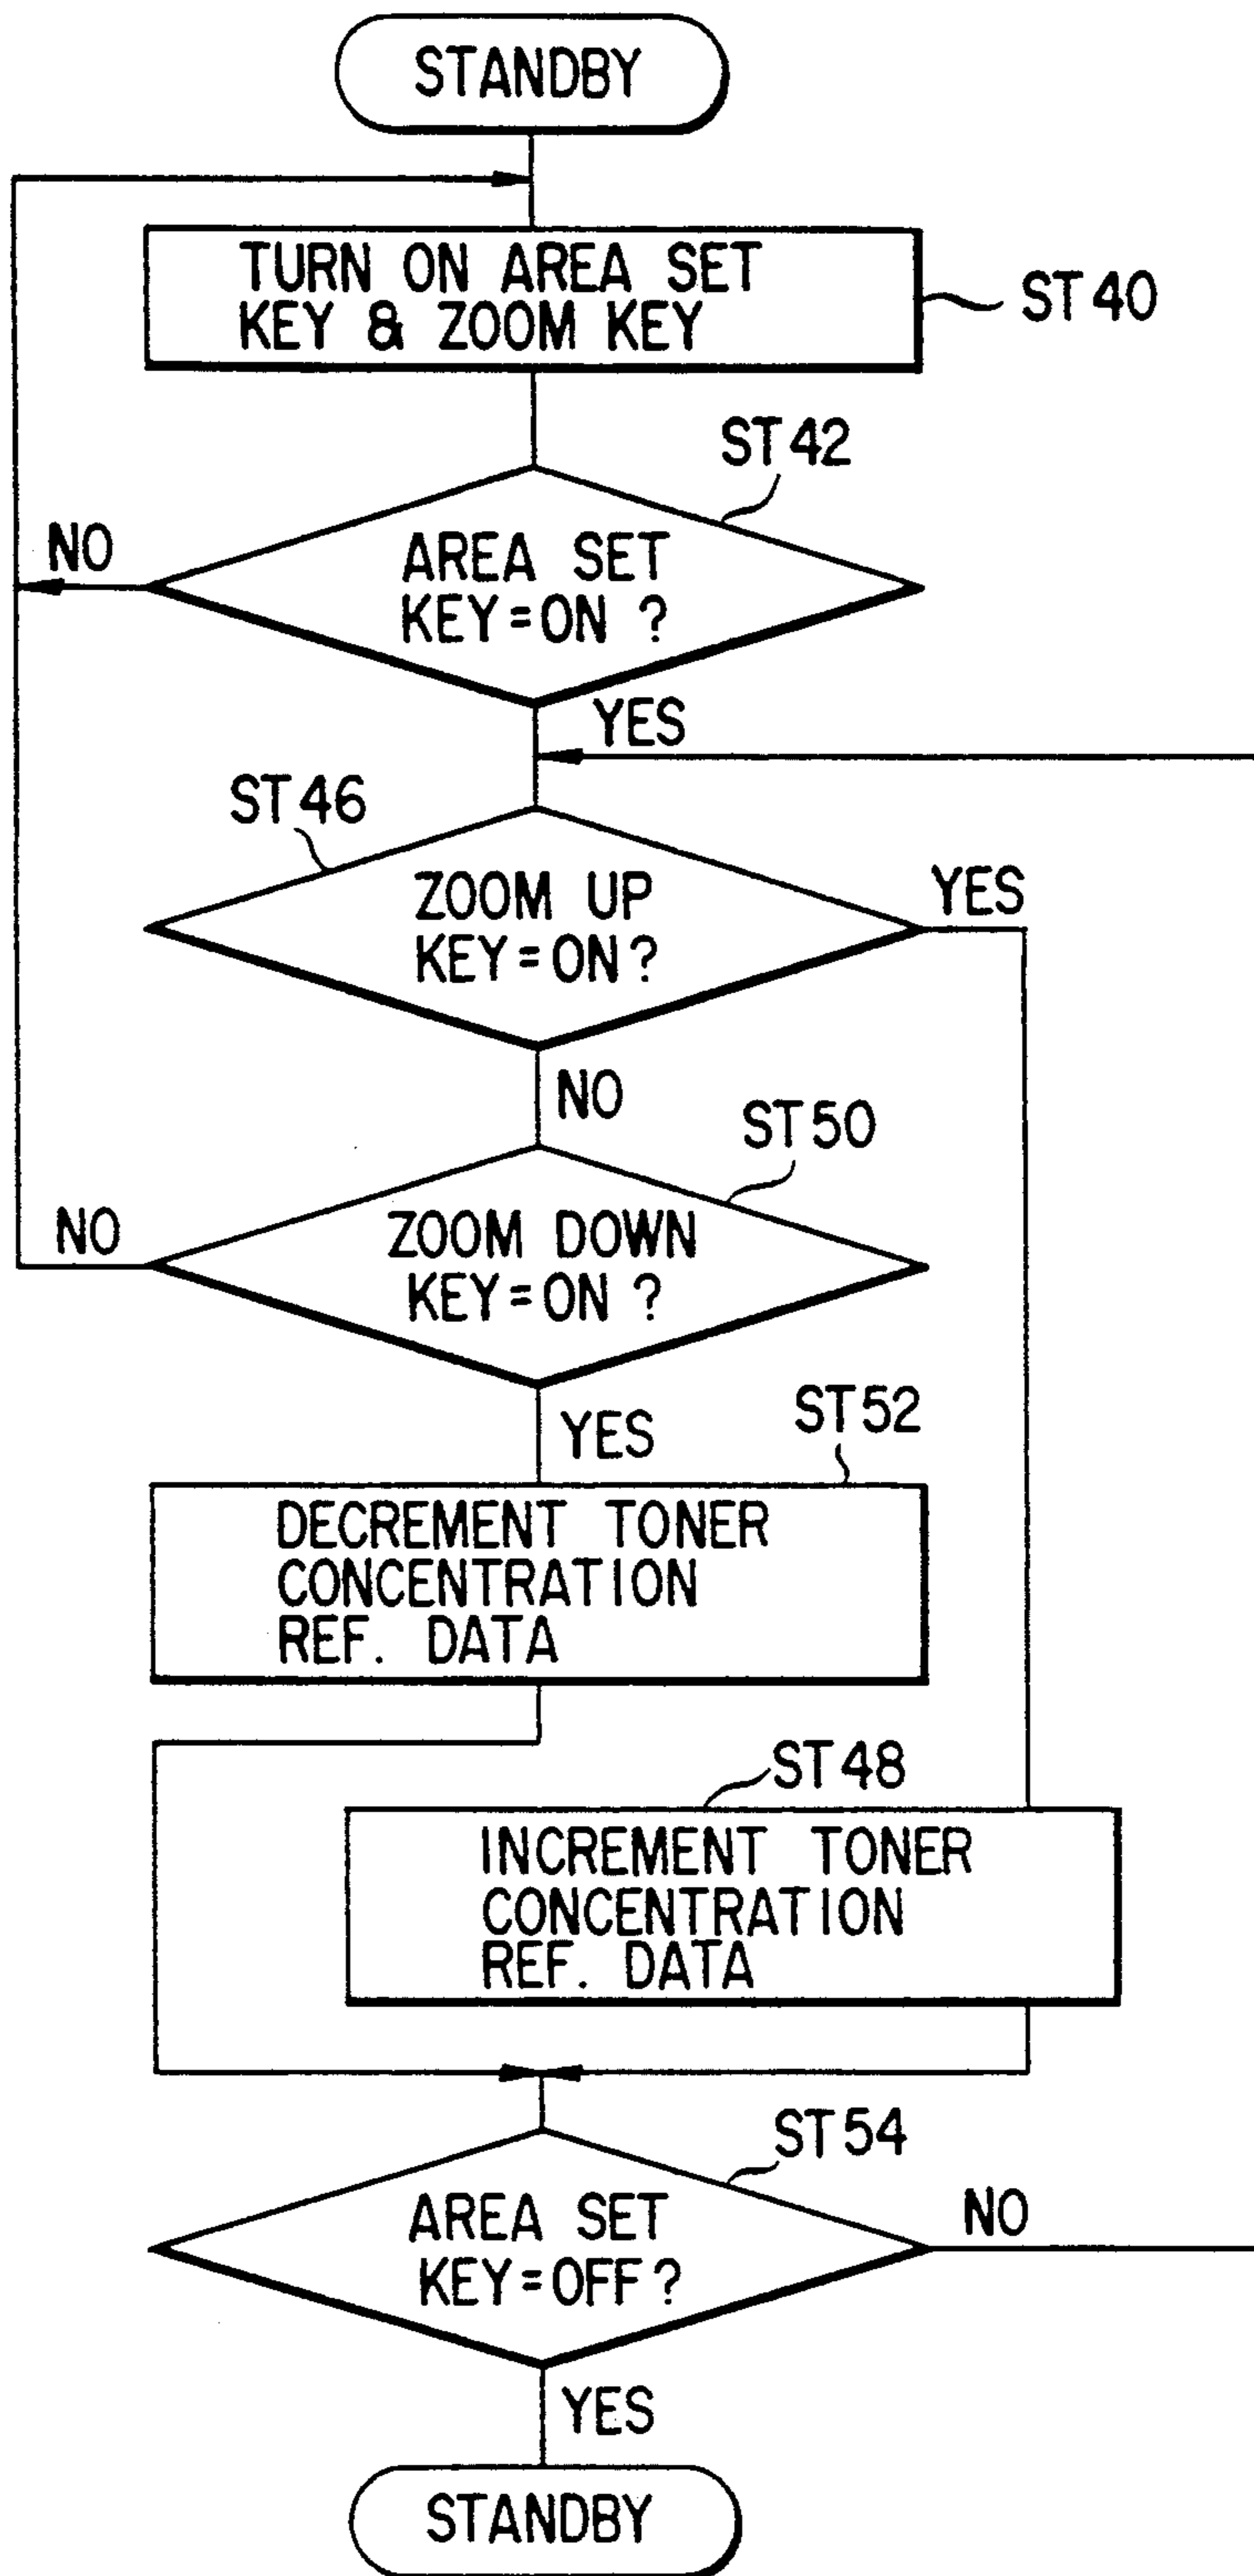 STANDBY
TURN ON AREA SET
KEY & ZOOM KEY
ST40
ST42
AREA SET
KEY=ON ?
NO
YES
ST46
ZOOM UP
KEY=ON?
YES
NO
ST50
ZOOM DOWN
KEY=ON ?
NO
YES
ST52
DECREMENT TONER
CONCENTRATION
REF. DATA
ST48
INCREMENT TONER
CONCENTRATION
REF. DATA
ST54
AREA SET
KEY=OFF?
NO
YES
STANDBY